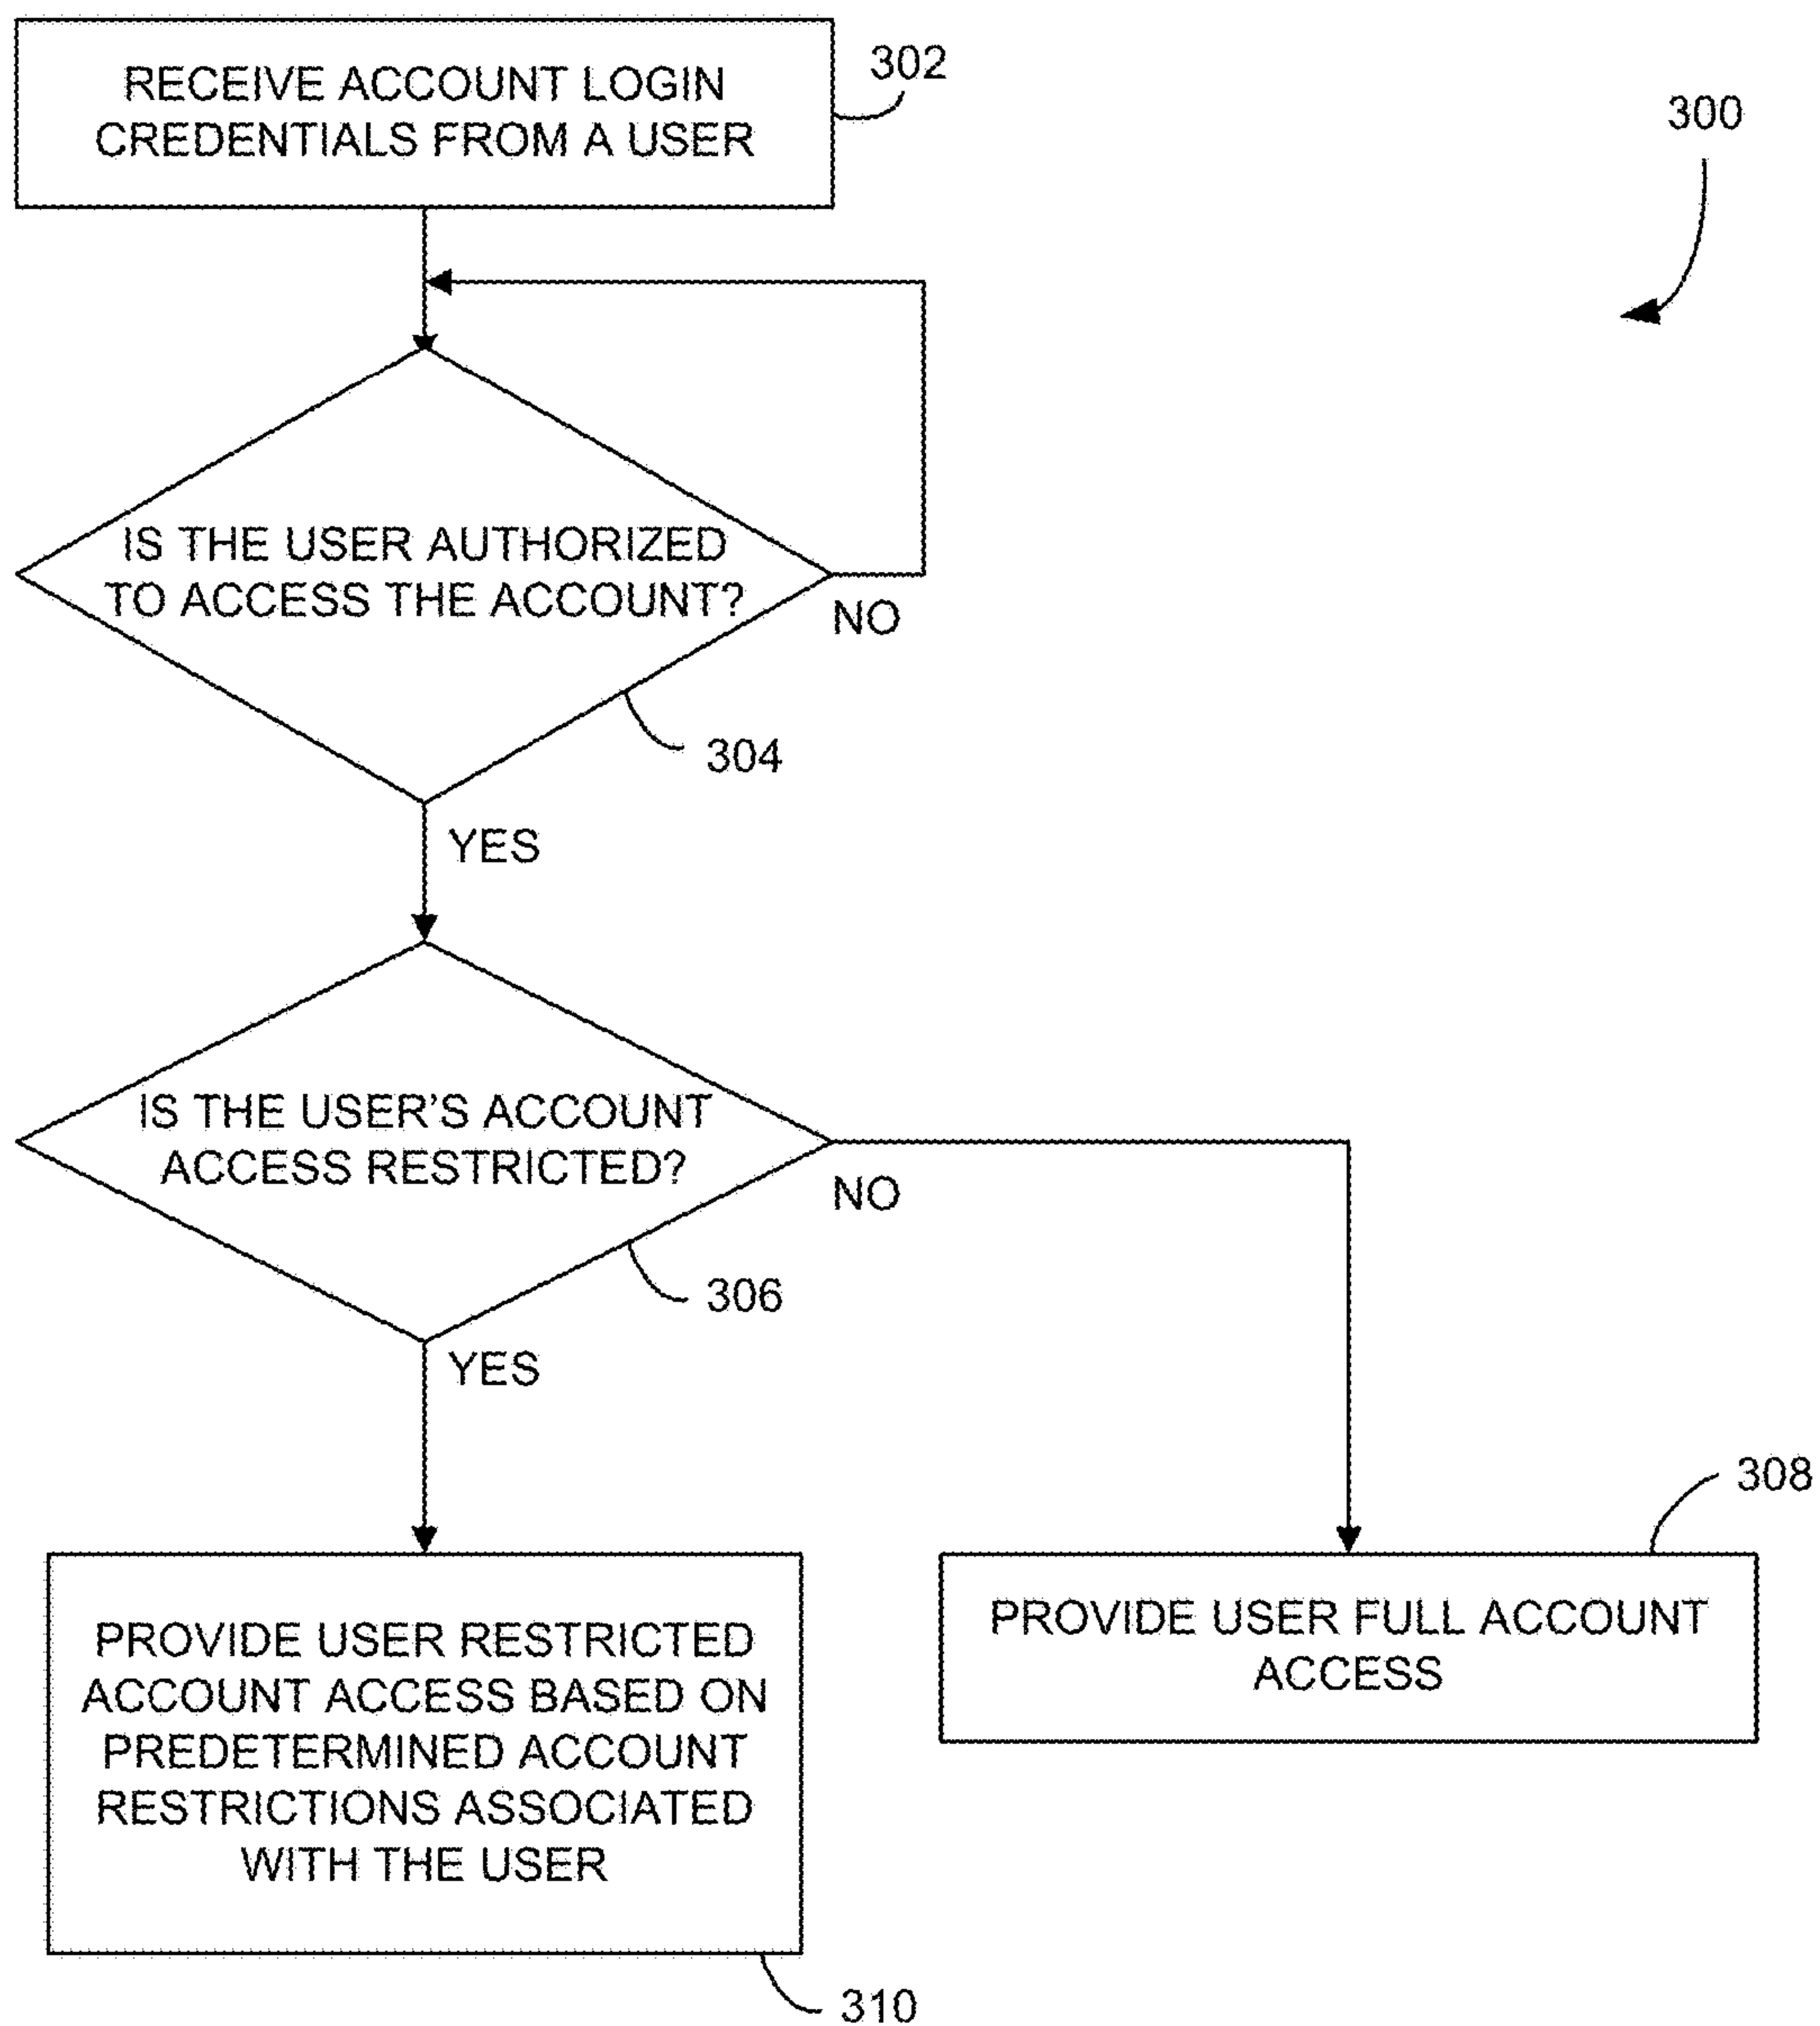 RECEIVE ACCOUNT LOGIN
CREDENTIALS FROM A USER
302
300
IS THE USER AUTHORIZED
TO ACCESS THE ACCOUNT?
NO
304
YES
IS THE USER'S ACCOUNT
ACCESS RESTRICTED?
NO
306
YES
308
PROVIDE USER RESTRICTED
ACCOUNT ACCESS BASED ON
PREDETERMINED ACCOUNT
RESTRICTIONS ASSOCIATED
WITH THE USER
310
PROVIDE USER FULL ACCOUNT
ACCESS